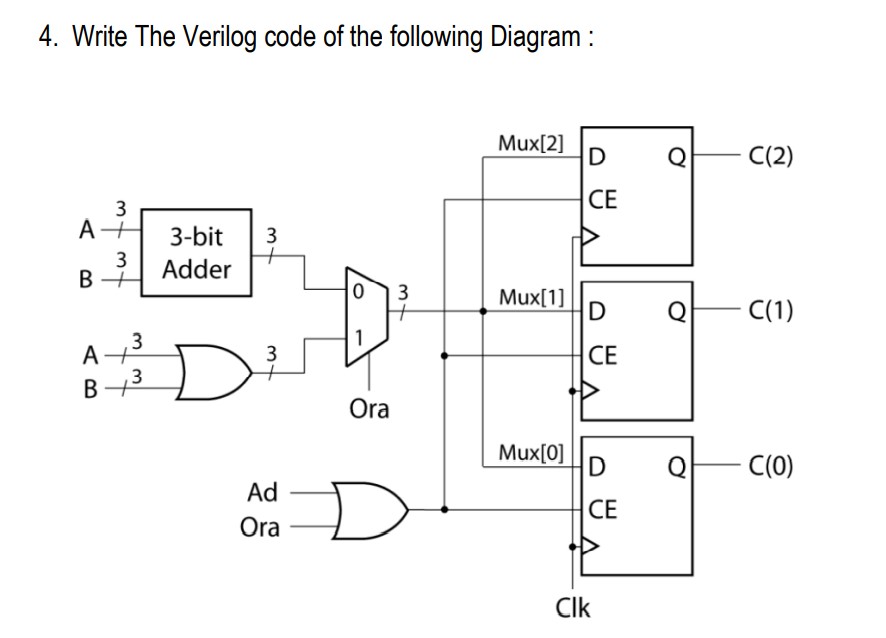 4. Write The Verilog code of the following Diagram :
Mux[2]
D
Q
C(2)
CE
3
A
3
B
3-bit
Adder
3
0
3
1
Mux[1]
D
Q
C(1)
CE
A
3
B
3
3
Ora
Mux[0]
D
Q
C(0)
CE
Ad
Ora
Clk